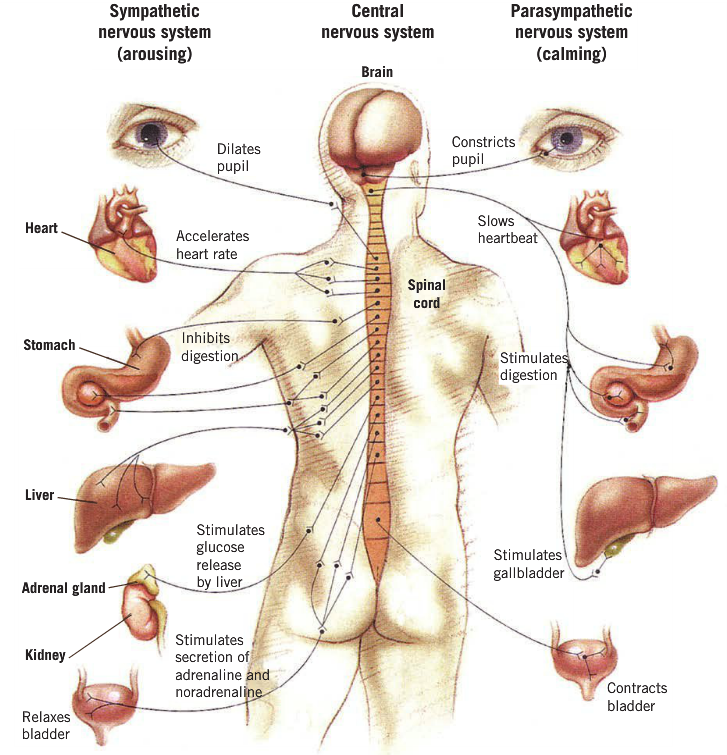 Sympathetic
nervous system
(arousing)
Central
nervous system
Parasympathetic
nervous system
(calming)
Brain
Dilates
pupil
Constricts
pupil
Heart
Accelerates
heart rate
Slows
heartbeat
Spinal
cord
Stomach
Inhibits
digestion
Stimulates
digestion
Liver
Stimulates
glucose
release
by liver
Stimulates
gallbladder
Adrenal gland
Kidney
Stimulates
secretion of
adrenaline and
noradrenaline
Relaxes
bladder
Contracts
bladder